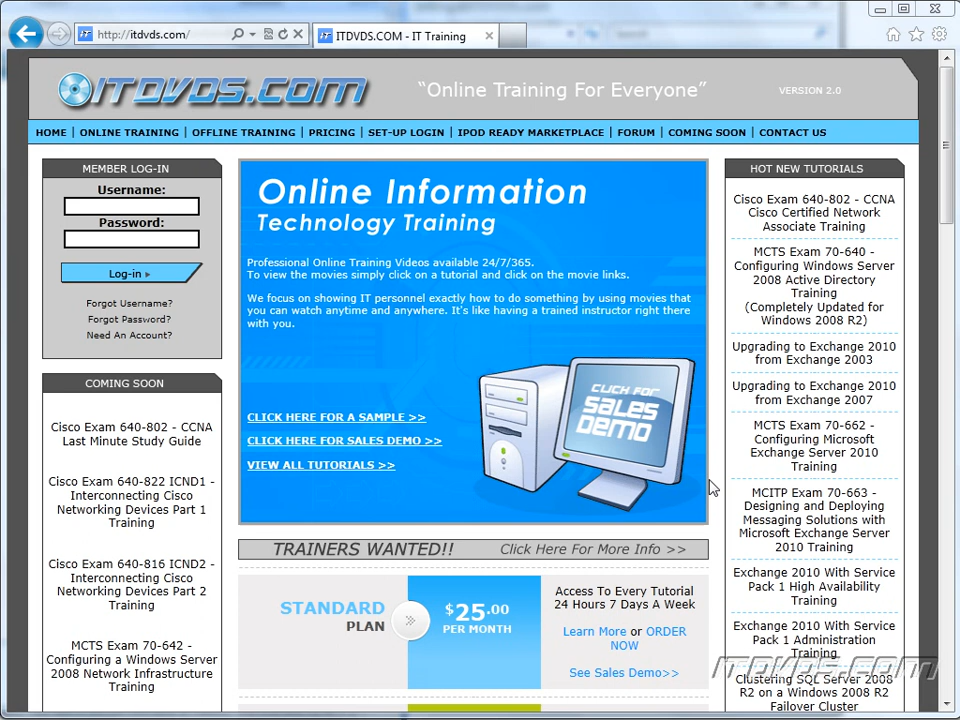 http://itdvds.com/
ITDVDS.COM - IT Training
ITDVDS.COM
“Online Training For Everyone”
VERSION 2.0
HOME | ONLINE TRAINING | OFFLINE TRAINING | PRICING | SET-UP LOGIN | IPOD READY MARKETPLACE | FORUM | COMING SOON | CONTACT US
MEMBER LOG-IN
Username:
Password:
Log-in
Forgot Username?
Forgot Password?
Need An Account?
COMING SOON
Cisco Exam 640-802 - CCNA
Last Minute Study Guide
Cisco Exam 640-822 ICND1 -
Interconnecting Cisco
Networking Devices Part 1
Training
Cisco Exam 640-816 ICND2 -
Interconnecting Cisco
Networking Devices Part 2
Training
MCTS Exam 70-642 -
Configuring a Windows Server
2008 Network Infrastructure
Training
Online Information
Technology Training
Professional Online Training Videos available 24/7/365.
To view the movies simply click on a tutorial and click on the movie links.
We focus on showing IT personnel exactly how to do something by using movies that
you can watch anytime and anywhere. It's like having a trained instructor right there
with you.
CLICK HERE FOR A SAMPLE >>
CLICK HERE FOR SALES DEMO >>
VIEW ALL TUTORIALS >>
CLICK FOR
SALES
DEMO
TRAINERS WANTED!! Click Here For More Info >>
STANDARD
PLAN
$25.00
PER MONTH
Access To Every Tutorial
24 Hours 7 Days A Week
Learn More or ORDER
NOW
See Sales Demo>>
HOT NEW TUTORIALS
Cisco Exam 640-802 - CCNA
Cisco Certified Network
Associate Training
MCTS Exam 70-640 -
Configuring Windows Server
2008 Active Directory
Training
(Completely Updated for
Windows 2008 R2)
Upgrading to Exchange 2010
from Exchange 2003
Upgrading to Exchange 2010
from Exchange 2007
MCTS Exam 70-662 -
Configuring Microsoft
Exchange Server 2010
Training
MCITP Exam 70-663 -
Designing and Deploying
Messaging Solutions with
Microsoft Exchange Server
2010 Training
Exchange 2010 With Service
Pack 1 High Availability
Training
Exchange 2010 With Service
Pack 1 Administration
Training
Clustering SQL Server 2008
R2 on a Windows 2008 R2
Failover Cluster
ITDVDS.COM